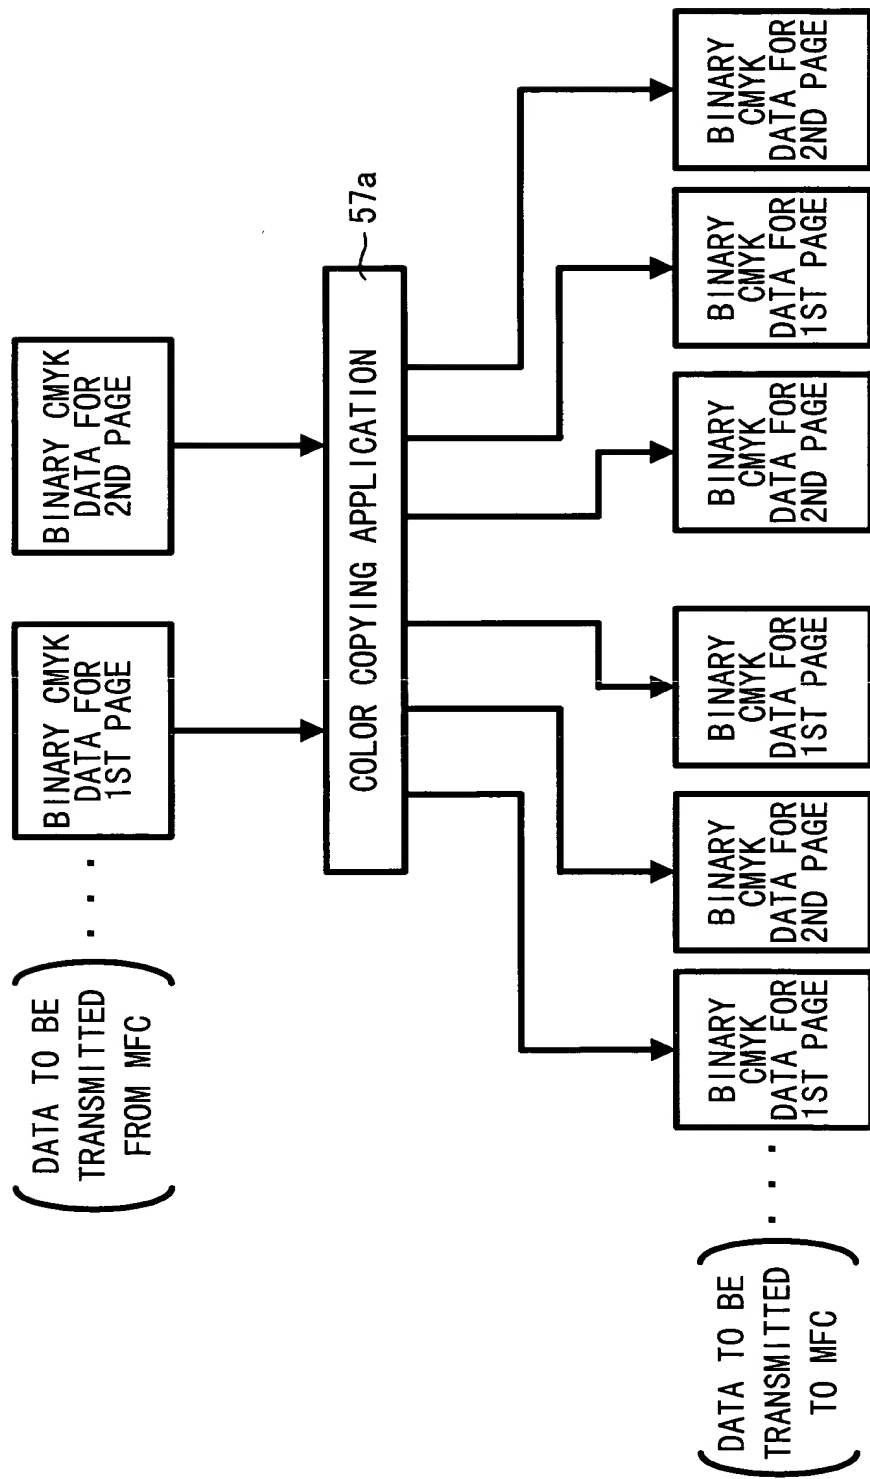 (DATA TO BE
TRANSMITTED
FROM MFC)
. . .
BINARY CMYK
DATA FOR
1ST PAGE
BINARY CMYK
DATA FOR
2ND PAGE
COLOR COPYING APPLICATION
57a
(DATA TO BE
TRANSMITTED
TO MFC)
. . .
BINARY
CMYK
DATA FOR
1ST PAGE
BINARY
CMYK
DATA FOR
2ND PAGE
BINARY
CMYK
DATA FOR
1ST PAGE
BINARY
CMYK
DATA FOR
2ND PAGE
BINARY
CMYK
DATA FOR
1ST PAGE
BINARY
CMYK
DATA FOR
2ND PAGE